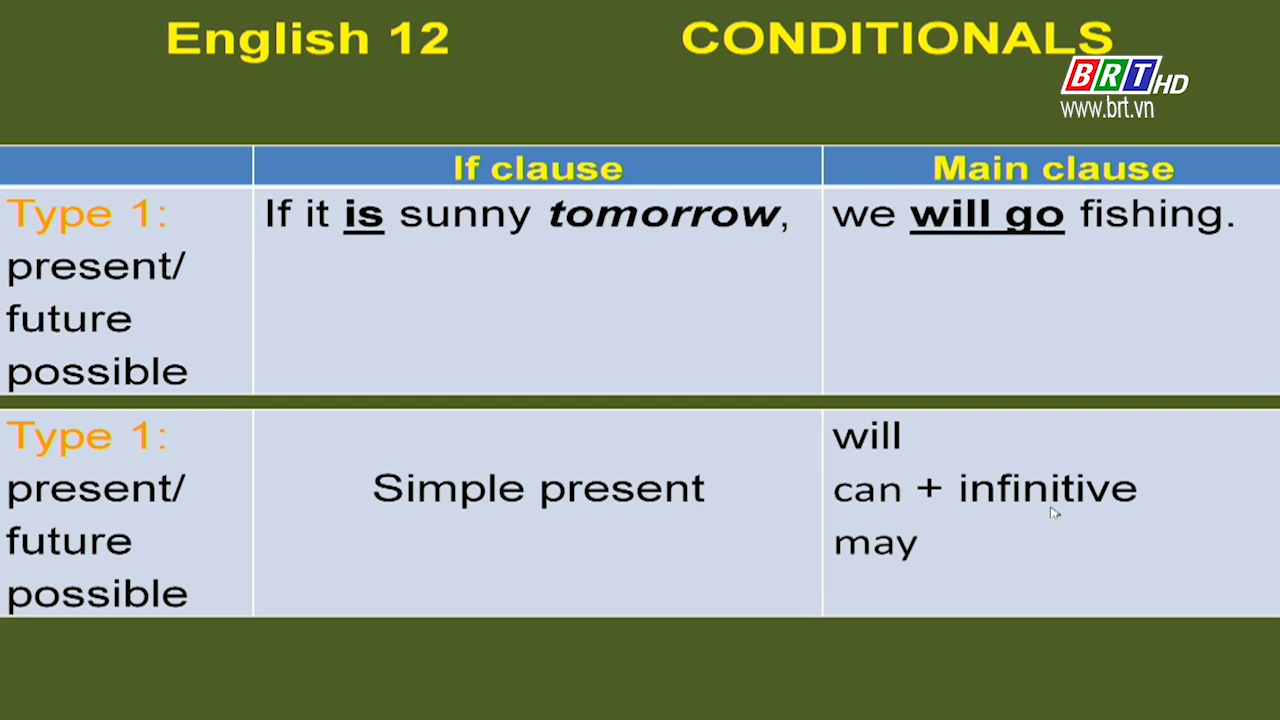 English 12 CONDITIONALS
BRT HD
www.brt.vn
If clause Main clause
Type 1: If it is sunny tomorrow, we will go fishing.
present/
future
possible
Type 1: will
present/ Simple present can + infinitive
future may
possible